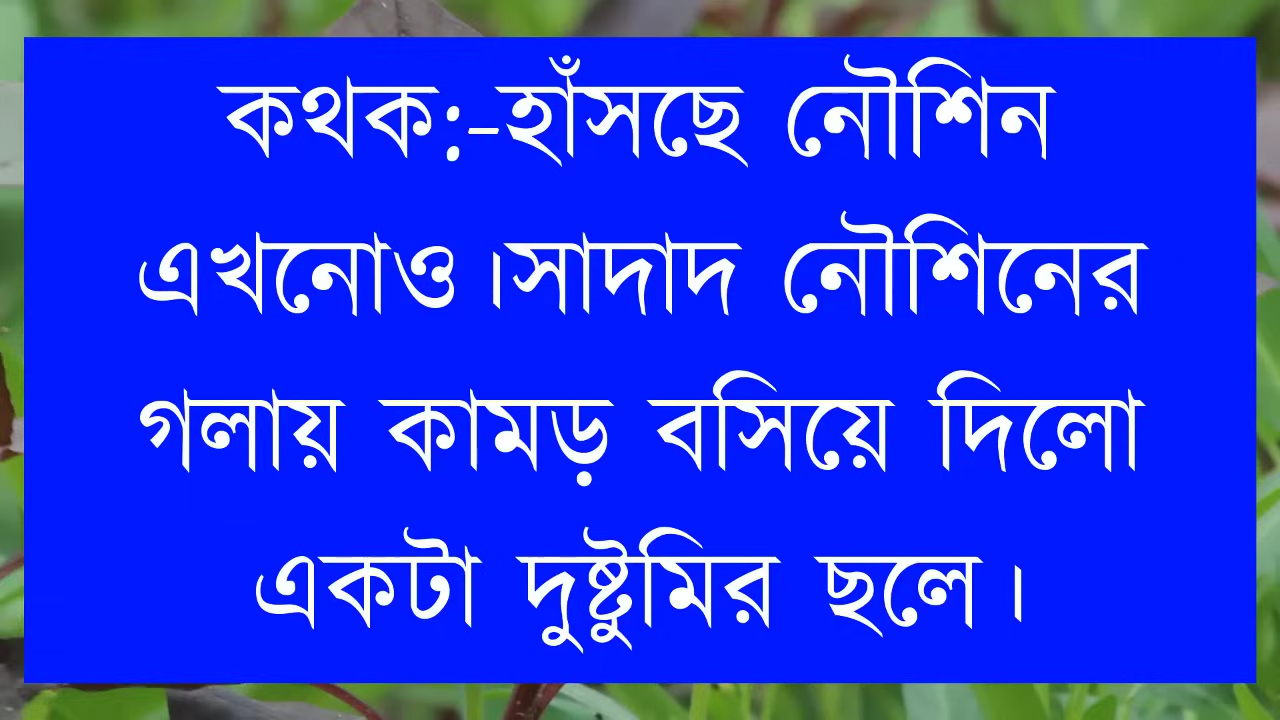 কথক:-হাঁসছে নৌশিন
এখনোও।সাদাদ নৌশিনের
গলায় কামড় বসিয়ে দিলো
একটা দুষ্টুমির ছলে।